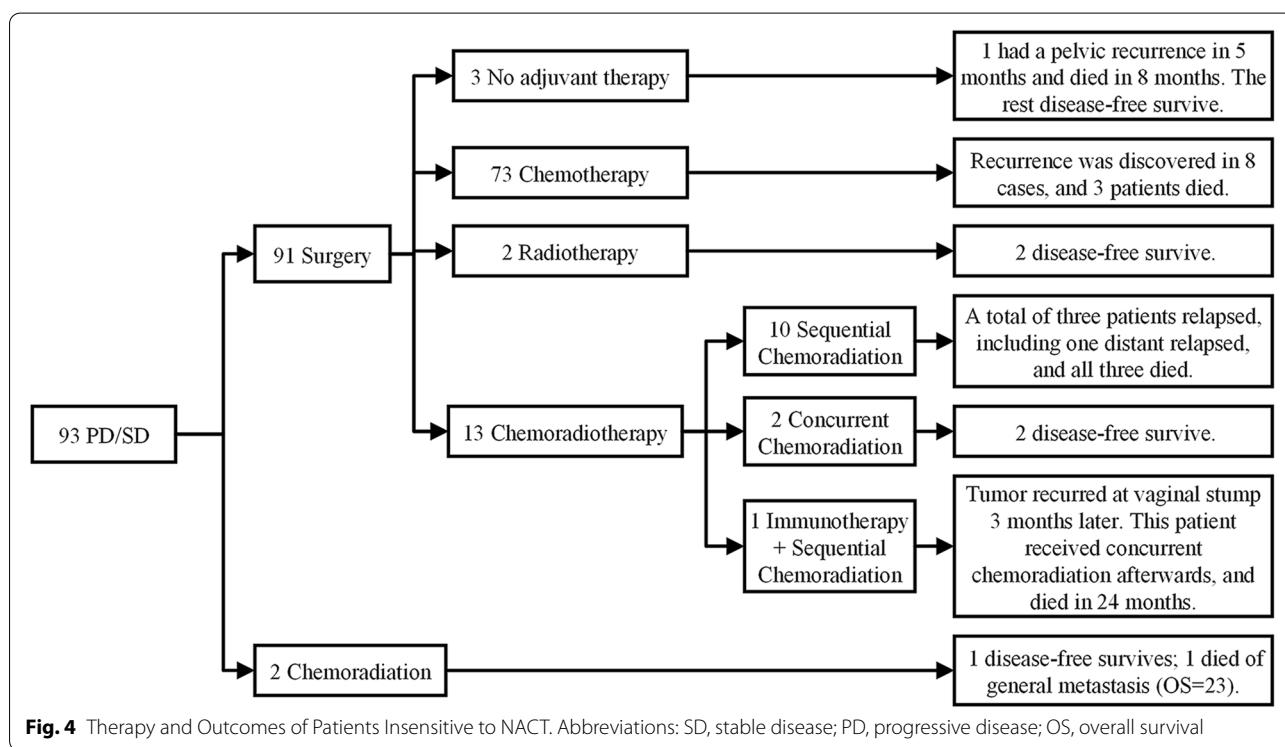 93 PD/SD
91 Surgery
3 No adjuvant therapy
1 had a pelvic recurrence in 5
months and died in 8 months. The
rest disease-free survive.
73 Chemotherapy
Recurrence was discovered in 8
cases, and 3 patients died.
2 Radiotherapy
2 disease-free survive.
13 Chemoradiotherapy
10 Sequential
Chemoradiation
A total of three patients relapsed,
including one distant relapsed,
and all three died.
2 Concurrent
Chemoradiation
2 disease-free survive.
1 Immunotherapy
+ Sequential
Chemoradiation
Tumor recurred at vaginal stump
3 months later. This patient
received concurrent
chemoradiation afterwards, and
died in 24 months.
2 Chemoradiation
1 disease-free survives; 1 died of
general metastasis (OS=23).
Fig. 4 Therapy and Outcomes of Patients Insensitive to NACT. Abbreviations: SD, stable disease; PD, progressive disease; OS, overall survival